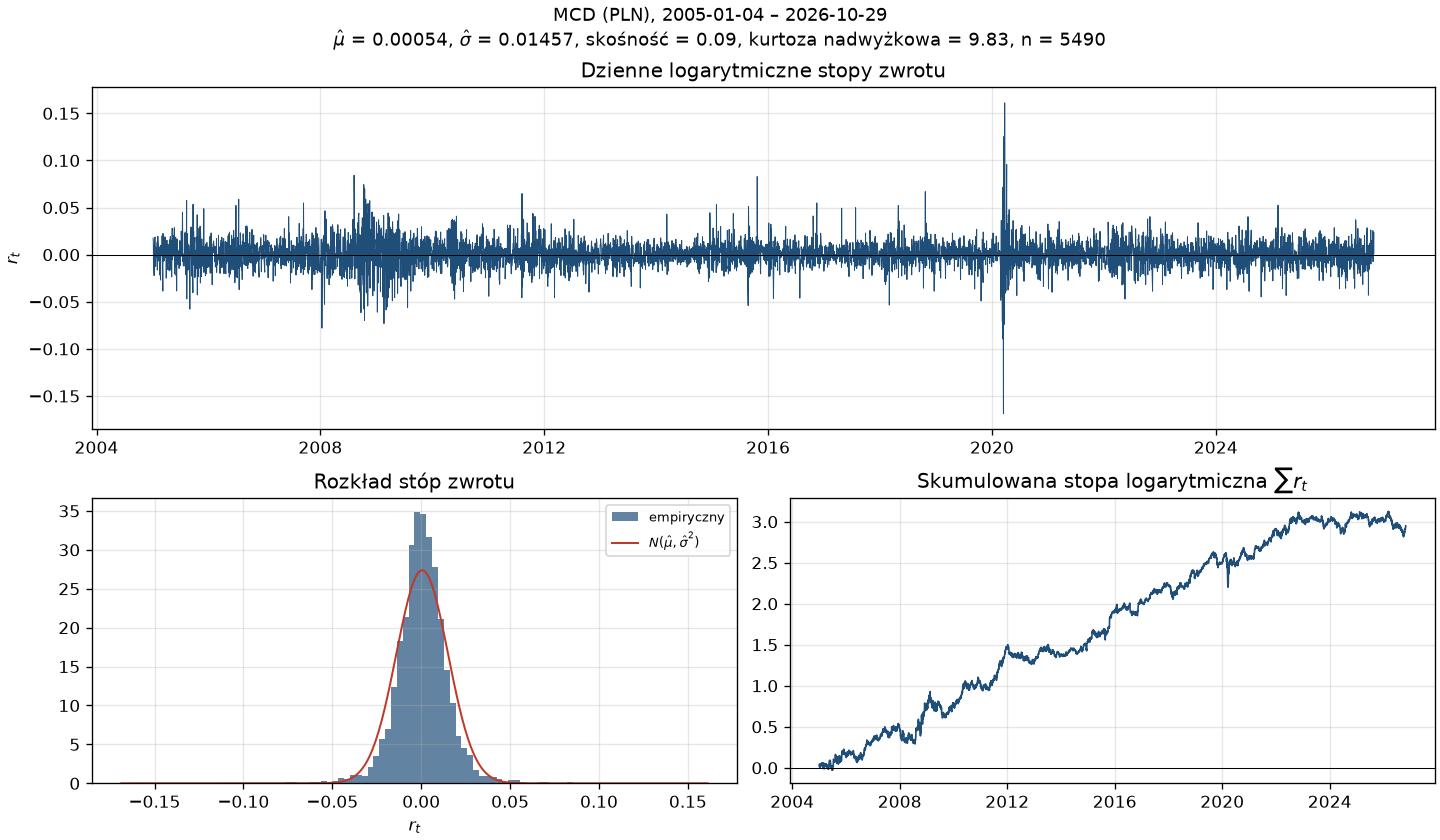 MCD (PLN), 2005-01-04 – 2026-10-29
μ̂ = 0.00054, σ̂ = 0.01457, skośność = 0.09, kurtoza nadwyżkowa = 9.83, n = 5490
Dzienne logarytmiczne stopy zwrotu
0.15
0.10
0.05
0.00
−0.05
−0.10
−0.15
r_t
2004 2008 2012 2016 2020 2024
Rozkład stóp zwrotu
35
30
25
20
15
10
5
0
empiryczny
N(μ̂, σ̂²)
−0.15 −0.10 −0.05 0.00 0.05 0.10 0.15
r_t
Skumulowana stopa logarytmiczna ∑r_t
3.0
2.5
2.0
1.5
1.0
0.5
0.0
2004 2008 2012 2016 2020 2024